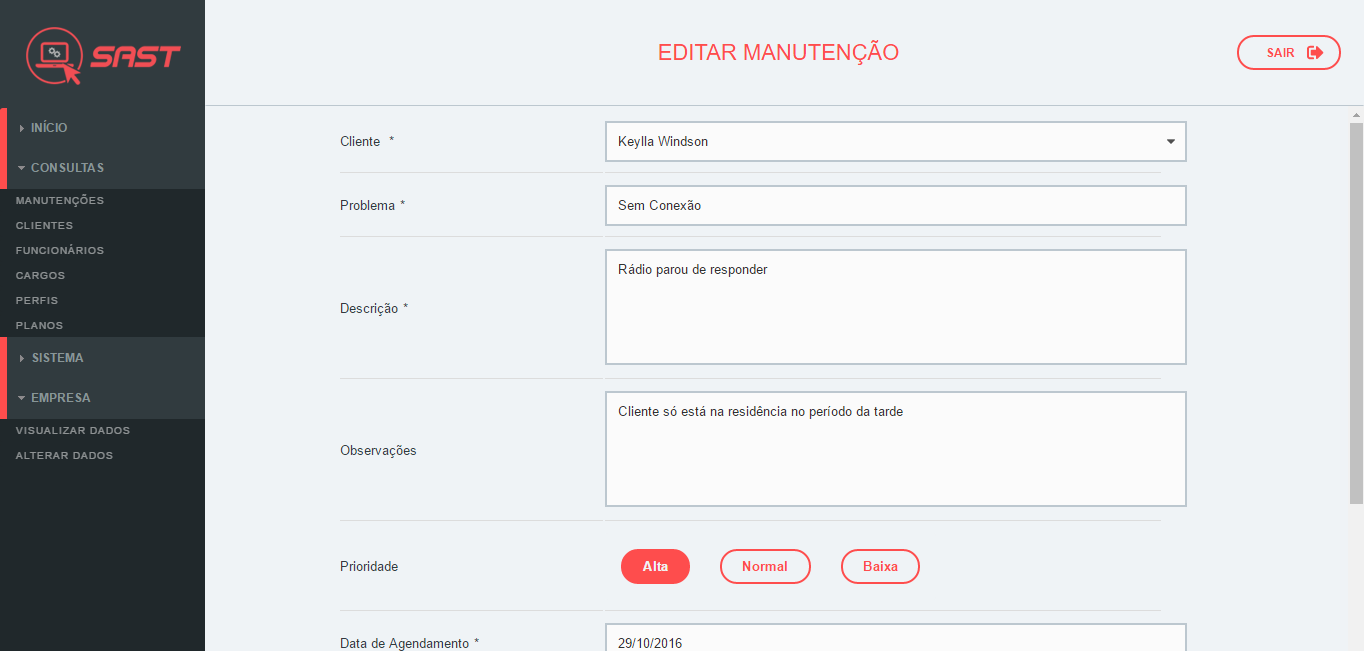 SAST
EDITAR MANUTENÇÃO
SAIR
INÍCIO
CONSULTAS
MANUTENÇÕES
CLIENTES
FUNCIONÁRIOS
CARGOS
PERFIS
PLANOS
SISTEMA
EMPRESA
VISUALIZAR DADOS
ALTERAR DADOS
Cliente * Keylla Windson
Problema * Sem Conexão
Descrição * Rádio parou de responder
Observações Cliente só está na residência no período da tarde
Prioridade Alta Normal Baixa
Data de Agendamento * 29/10/2016